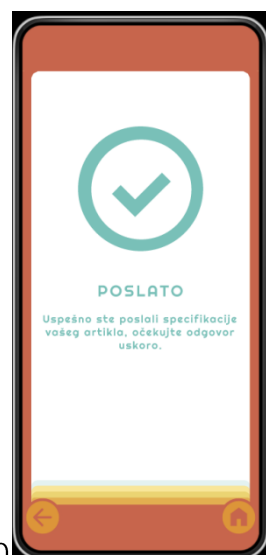 POSLATO
Uspešno ste poslali specifikacije
vašeg artikla, očekujte odgovor
uskoro.